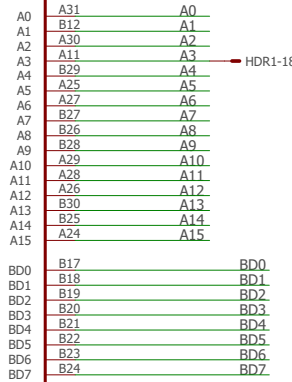 A0 A31 A0
A1 B12 A1
A2 A30 A2
A3 A11 A3 HDR1-18
A4 B29 A4
A5 A25 A5
A6 A27 A6
A7 B27 A7
A8 B26 A8
A9 B28 A9
A10 A29 A10
A11 A28 A11
A12 A26 A12
A13 B30 A13
A14 B25 A14
A15 A24 A15
BD0 B17 BD0
BD1 B18 BD1
BD2 B19 BD2
BD3 B20 BD3
BD4 B21 BD4
BD5 B22 BD5
BD6 B23 BD6
BD7 B24 BD7